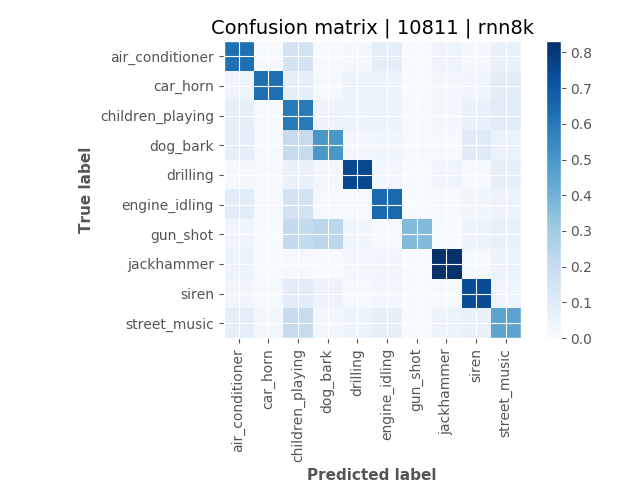 Confusion matrix | 10811 | rnn8k
True label
air_conditioner
car_horn
children_playing
dog_bark
drilling
engine_idling
gun_shot
jackhammer
siren
street_music
air_conditioner
car_horn
children_playing
dog_bark
drilling
engine_idling
gun_shot
jackhammer
siren
street_music
Predicted label
0.8
0.7
0.6
0.5
0.4
0.3
0.2
0.1
0.0